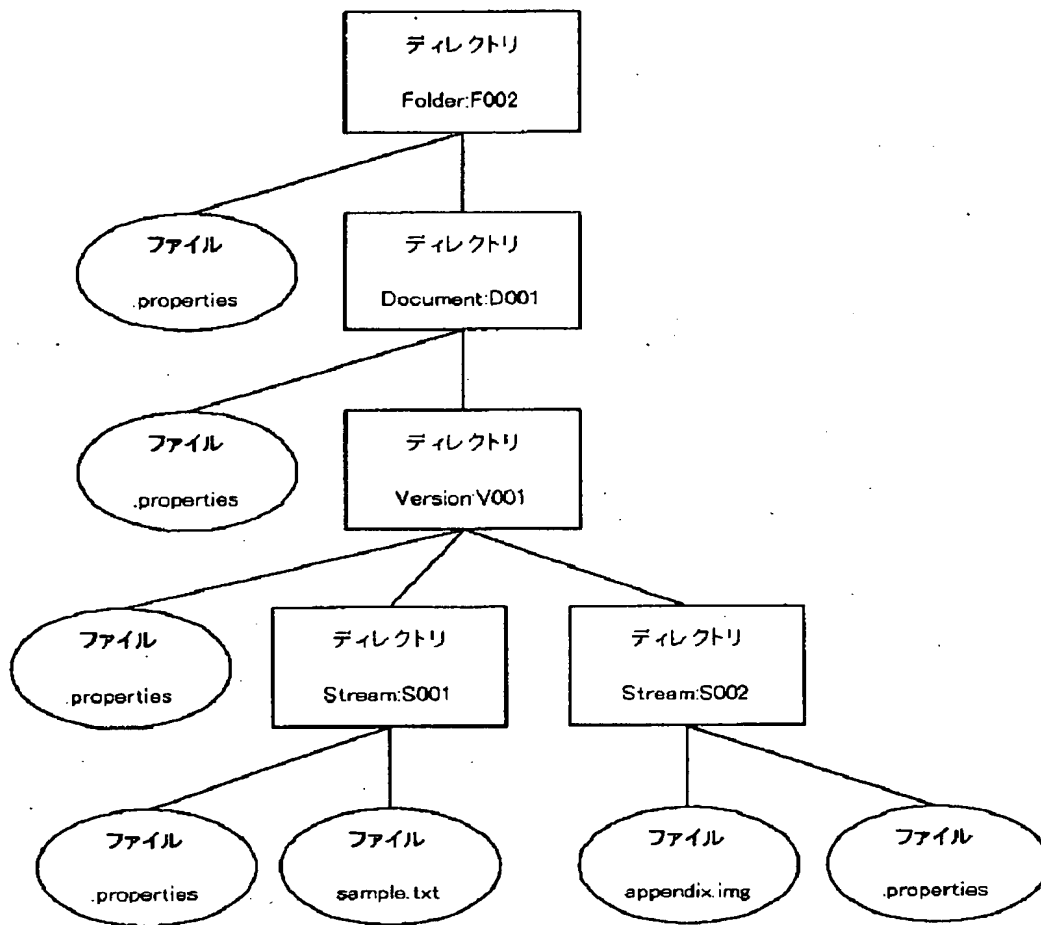 ディレクトリ
Folder:F002
ファイル
.properties
ディレクトリ
Document:D001
ファイル
.properties
ディレクトリ
Version:V001
ファイル
.properties
ディレクトリ
Stream:S001
ディレクトリ
Stream:S002
ファイル
.properties
ファイル
sample.txt
ファイル
appendix.img
ファイル
.properties